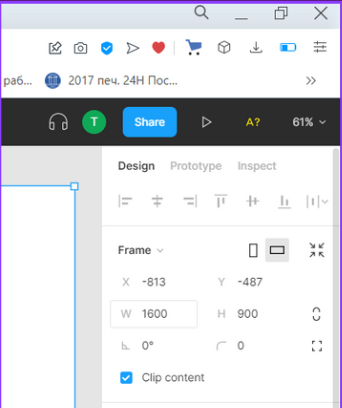 раб...
2017 печ. 24Н Пос...
»
T
Share
A?
61%
Design Prototype Inspect
Frame
X -813 Y -487
W 1600 H 900
0° 0
Clip content